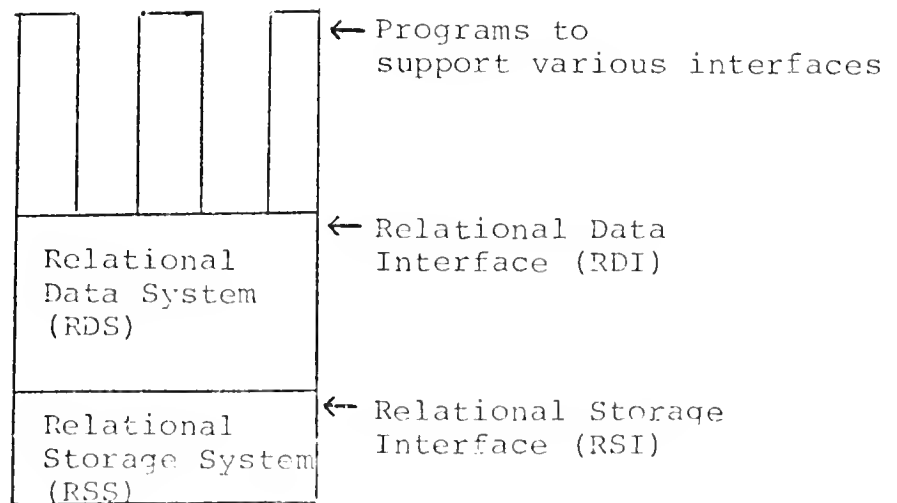 ← Programs to
support various interfaces
← Relational Data
Interface (RDI)
Relational
Data System
(RDS)
← Relational Storage
Interface (RSI)
Relational
Storage System
(RSS)